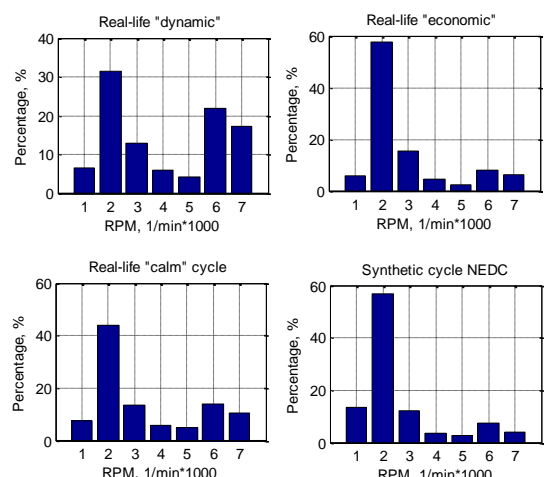 Real-life "dynamic"
40
30
20
10
0
Percentage, %
1 2 3 4 5 6 7
RPM, 1/min*1000
Real-life "economic"
60
40
20
0
Percentage, %
1 2 3 4 5 6 7
RPM, 1/min*1000
Real-life "calm" cycle
60
40
20
0
Percentage, %
1 2 3 4 5 6 7
RPM, 1/min*1000
Synthetic cycle NEDC
60
40
20
0
Percentage, %
1 2 3 4 5 6 7
RPM, 1/min*1000